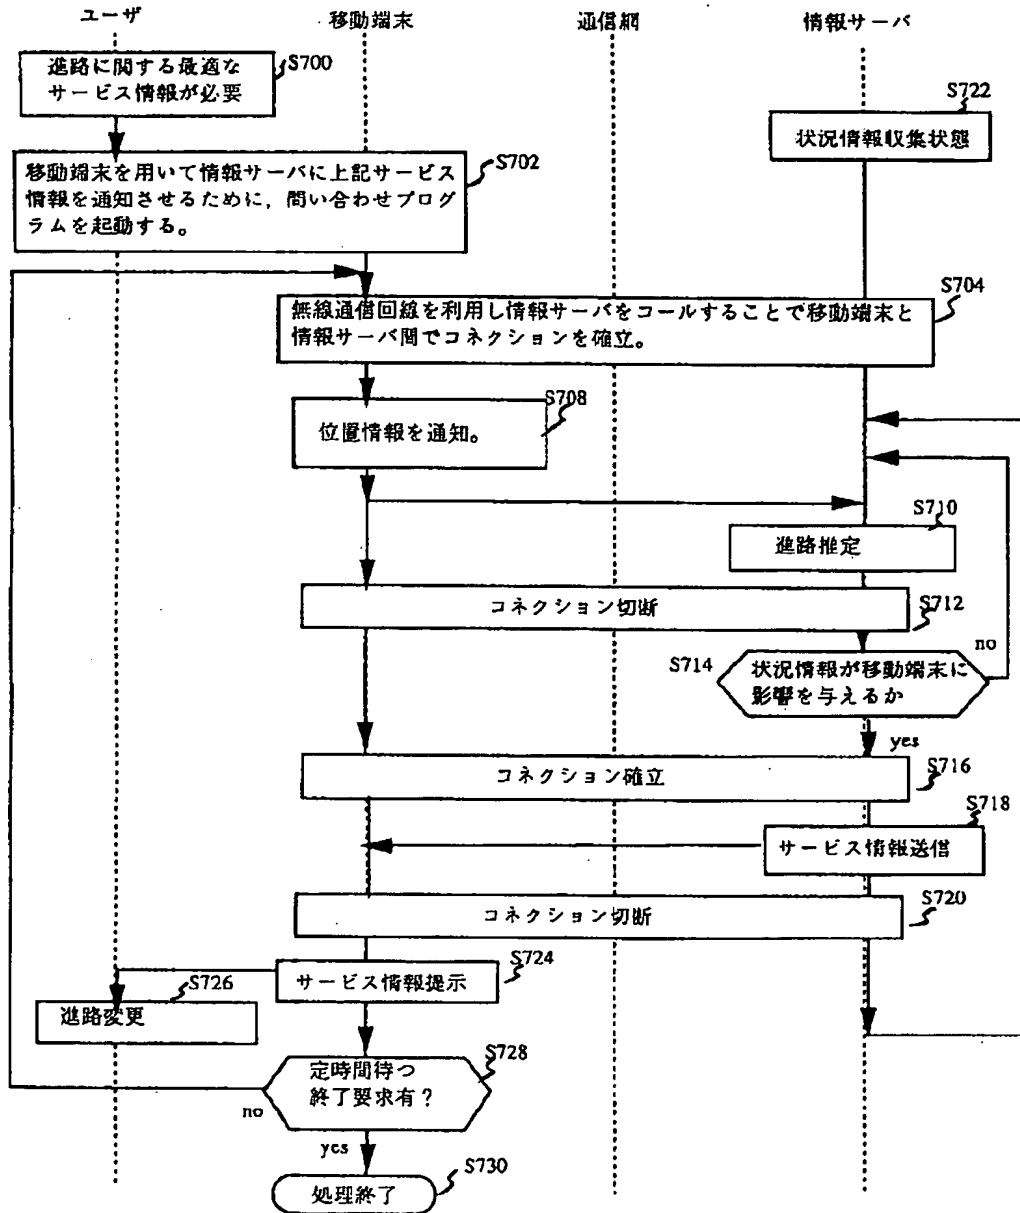 ユーザ
移動端末
通信網
情報サーバ
進路に関する最適な
サービス情報が必要
S700
S722
状況情報収集状態
移動端末を用いて情報サーバに上記サービス
情報を通知させるために，問い合わせプログ
ラムを起動する。
S702
S704
無線通信回線を利用し情報サーバをコールすることで移動端末と
情報サーバ間でコネクションを確立。
S708
位置情報を通知。
S710
進路推定
コネクション切断
S712
no
S714
状況情報が移動端末に
影響を与えるか
yes
コネクション確立
S716
S718
サービス情報送信
コネクション切断
S720
サービス情報提示
S724
S726
進路変更
S728
定時間待つ
終了要求有？
no
yes
S730
処理終了